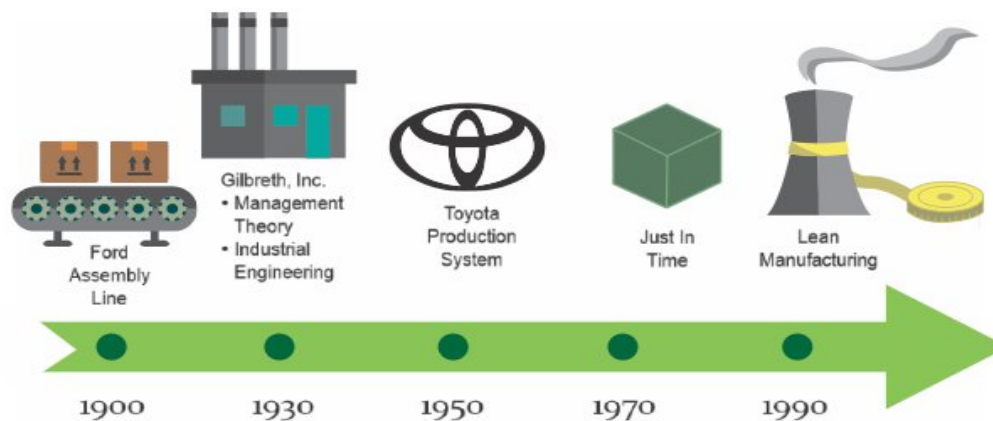 Ford
Assembly
Line
Gilbreth, Inc.
• Management
Theory
• Industrial
Engineering
Toyota
Production
System
Just In
Time
Lean
Manufacturing
1900
1930
1950
1970
1990